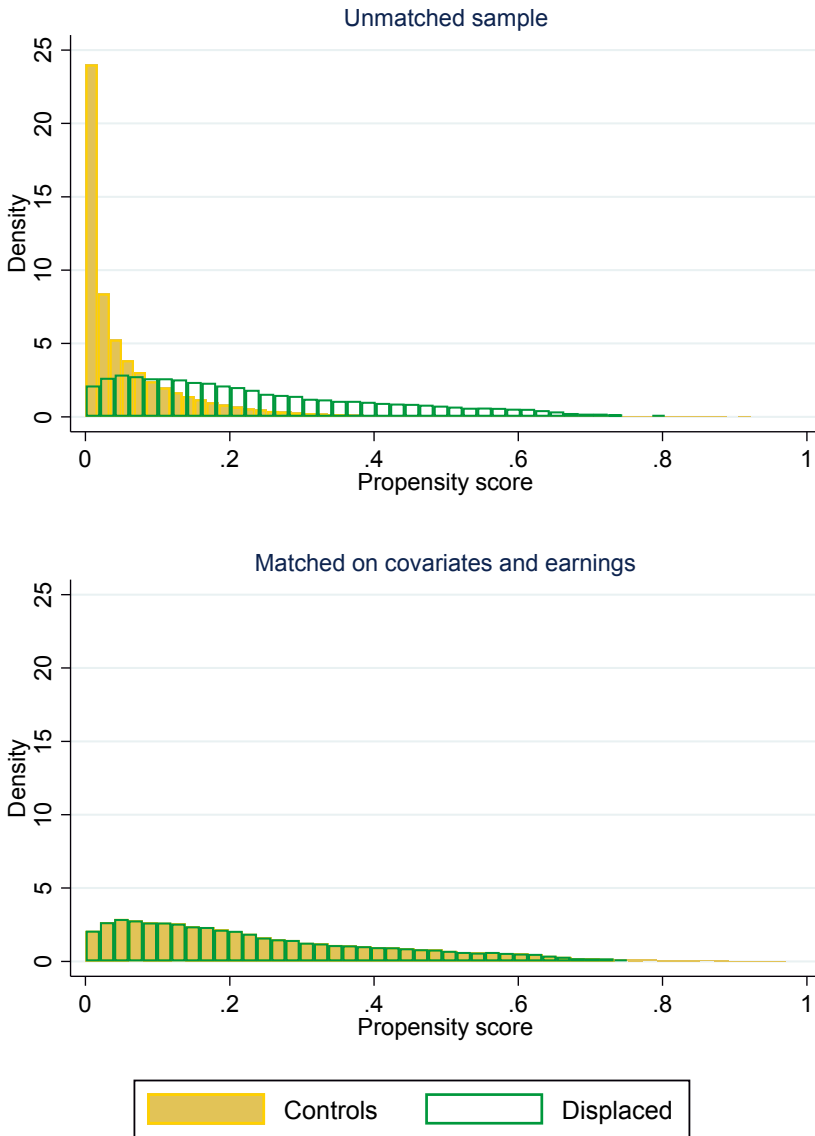 Unmatched sample
25
20
15
10
5
0
Density
0 .2 .4 .6 .8 1
Propensity score
Matched on covariates and earnings
25
20
15
10
5
0
Density
0 .2 .4 .6 .8 1
Propensity score
Controls Displaced